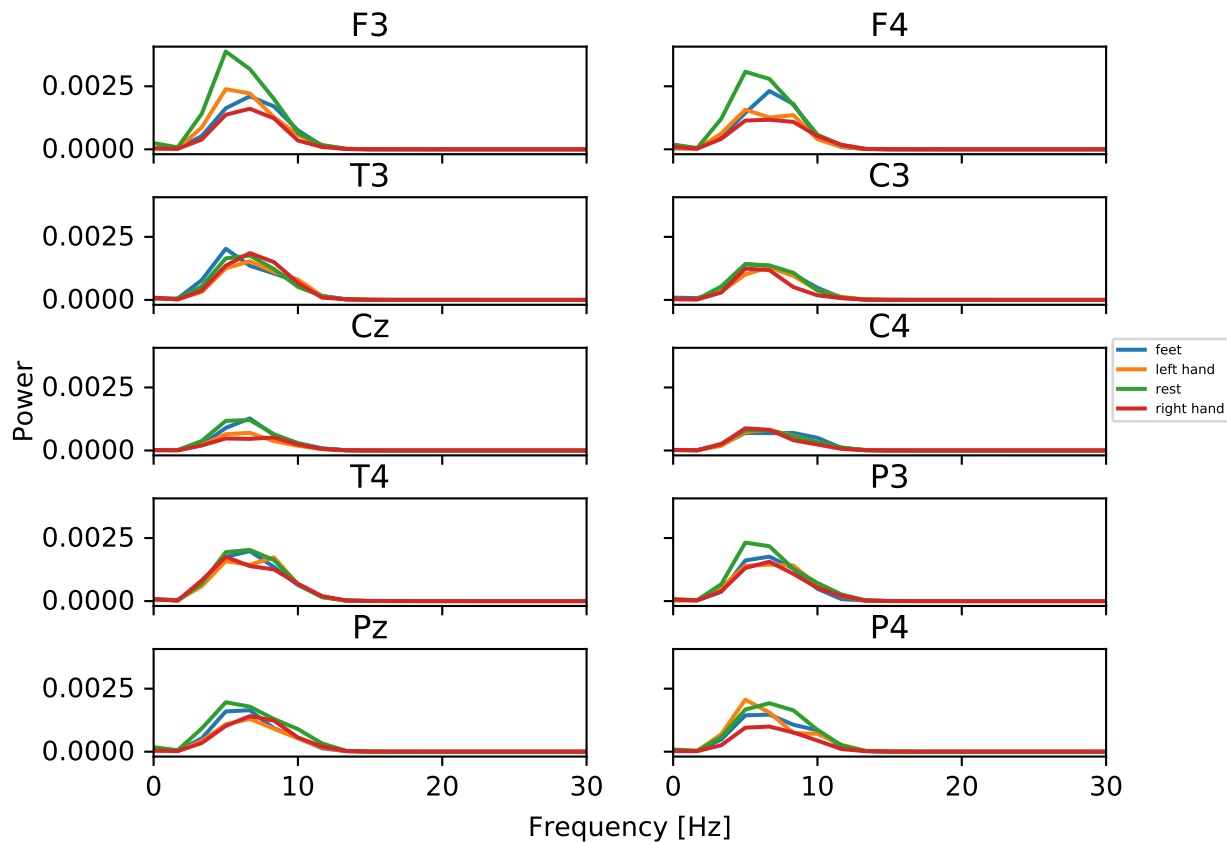 F3
F4
0.0025
0.0000
T3
C3
0.0025
0.0000
Cz
C4
0.0025
0.0000
feet
left hand
rest
right hand
Power
T4
P3
0.0025
0.0000
Pz
P4
0.0025
0.0000
0 10 20 30 0 10 20 30
Frequency [Hz]